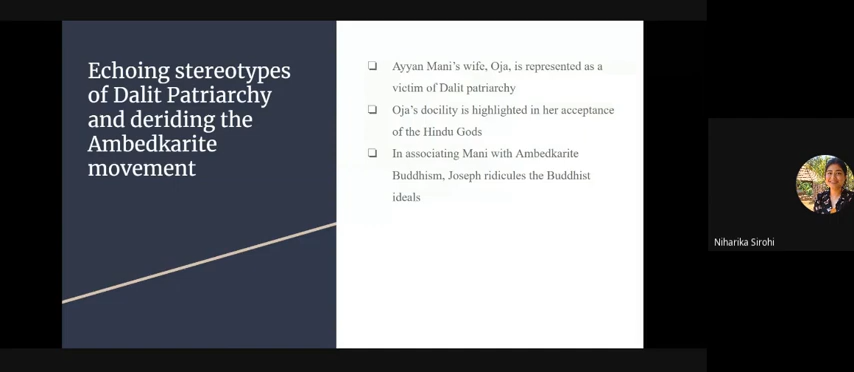 Echoing stereotypes
of Dalit Patriarchy
and deriding the
Ambedkarite
movement
❏ Ayyan Mani’s wife, Oja, is represented as a
victim of Dalit patriarchy
❏ Oja’s docility is highlighted in her acceptance
of the Hindu Gods
❏ In associating Mani with Ambedkarite
Buddhism, Joseph ridicules the Buddhist
ideals
Niharika Sirohi